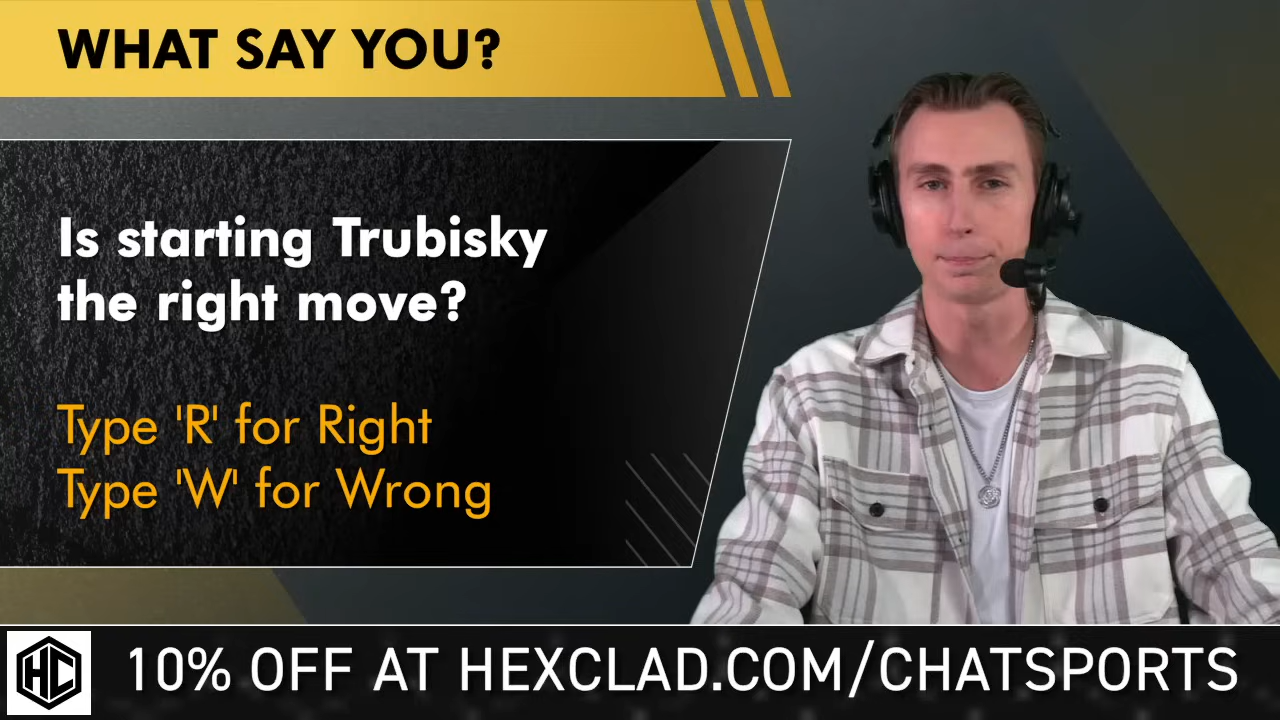 WHAT SAY YOU?
Is starting Trubisky
the right move?
Type 'R' for Right
Type 'W' for Wrong
HC 10% OFF AT HEXCLAD.COM/CHATSPORTS